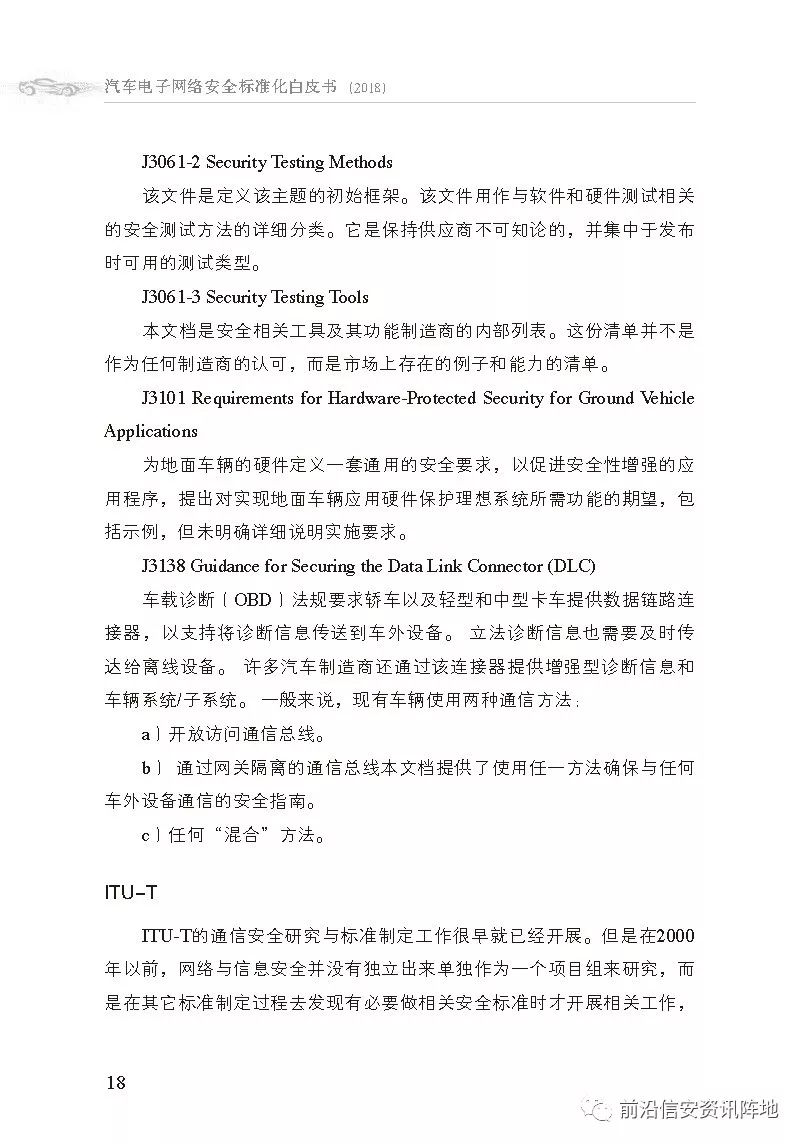 汽车电子网络安全标准化白皮书 (2018)
J3061-2 Security Testing Methods
该文件是定义该主题的初始框架。该文件用作与软件和硬件测试相关
的安全测试方法的详细分类。它是保持供应商不可知论的，并集中于发布
时可用的测试类型。
J3061-3 Security Testing Tools
本文档是安全相关工具及其功能制造商的内部列表。这份清单并不是
作为任何制造商的认可，而是市场上存在的例子和能力的清单。
J3101 Requirements for Hardware-Protected Security for Ground Vehicle
Applications
为地面车辆的硬件定义一套通用的安全要求，以促进安全性增强的应
用程序，提出对实现地面车辆应用硬件保护理想系统所需功能的期望，包
括示例，但未明确详细说明实施要求。
J3138 Guidance for Securing the Data Link Connector (DLC)
车载诊断（OBD）法规要求轿车以及轻型和中型卡车提供数据链路连
接器，以支持将诊断信息传送到车外设备。 立法诊断信息也需要及时传
达给离线设备。 许多汽车制造商还通过该连接器提供增强型诊断信息和
车辆系统/子系统。 一般来说，现有车辆使用两种通信方法：
a）开放访问通信总线。
b） 通过网关隔离的通信总线本文档提供了使用任一方法确保与任何
车外设备通信的安全指南。
c）任何“混合”方法。
ITU-T
ITU-T的通信安全研究与标准制定工作很早就已经开展。但是在2000
年以前，网络与信息安全并没有独立出来单独作为一个项目组来研究，而
是在其它标准制定过程去发现有必要做相关安全标准时才开展相关工作，
18
前沿信安资讯阵地